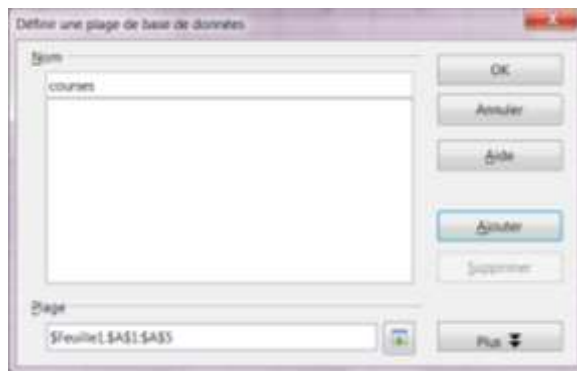 Définir une plage de base de données
Nom
courses
OK
Annuler
Aide
Ajouter
Supprimer
Plage
$Feuille1.$A$1:$A$5
Plus